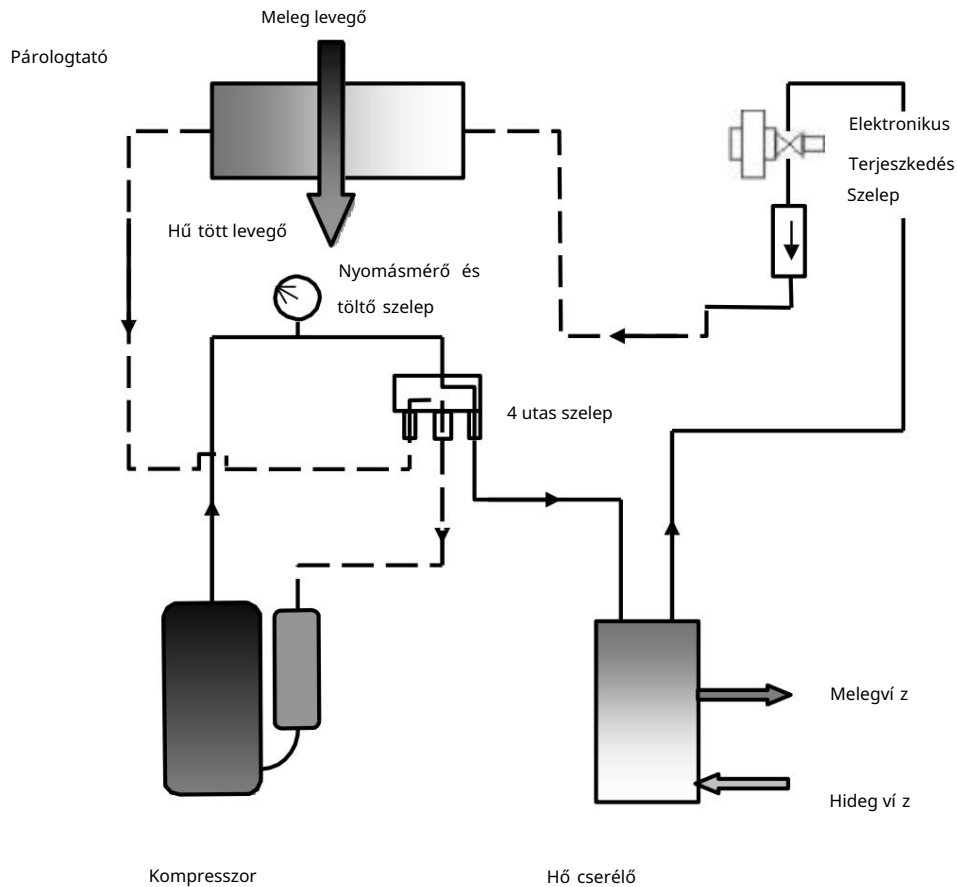 Meleg levegő
Párologtató
Elektronikus
Terjeszkedés
Szelep
Hű tött levegő
Nyomásmérő és
töltő szelep
4 utas szelep
Melegví z
Hideg ví z
Kompresszor
Hő cserélő